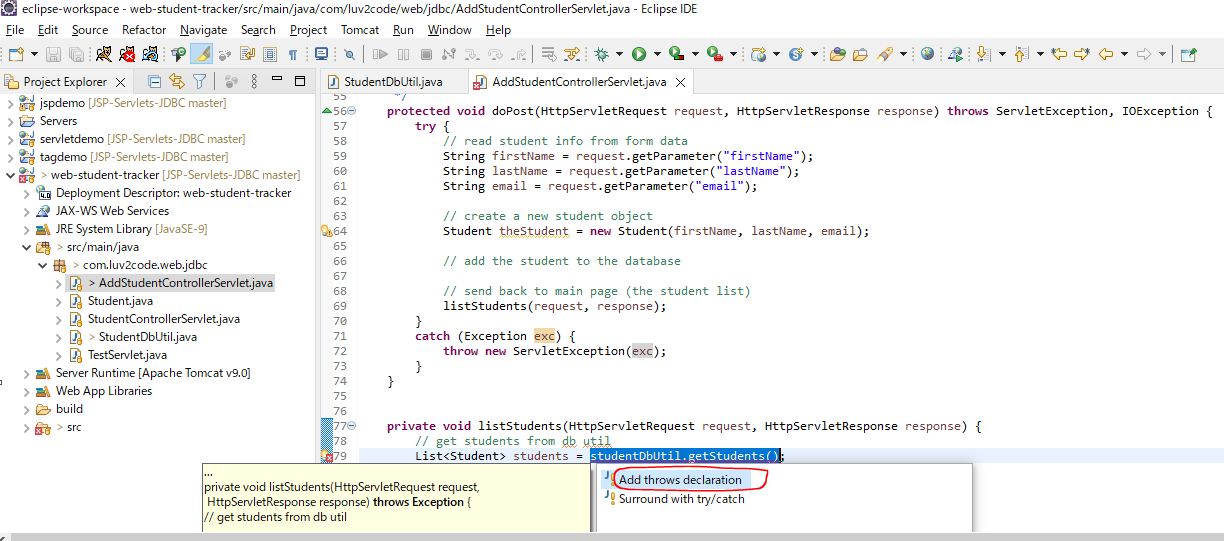 eclipse-workspace - web-student-tracker/src/main/java/com/luv2code/web/jdbc/AddStudentControllerServlet.java - Eclipse IDE
File Edit Source Refactor Navigate Search Project Tomcat Run Window Help
Project Explorer
jspdemo [JSP-Servlets-JDBC master]
Servers
servletdemo [JSP-Servlets-JDBC master]
tagdemo [JSP-Servlets-JDBC master]
> web-student-tracker [JSP-Servlets-JDBC master]
Deployment Descriptor: web-student-tracker
JAX-WS Web Services
JRE System Library [JavaSE-9]
> src/main/java
> com.luv2code.web.jdbc
> AddStudentControllerServlet.java
Student.java
StudentControllerServlet.java
> StudentDbUtil.java
TestServlet.java
Server Runtime [Apache Tomcat v9.0]
Web App Libraries
build
> src
StudentDbUtil.java AddStudentControllerServlet.java
55 */
56 protected void doPost(HttpServletRequest request, HttpServletResponse response) throws ServletException, IOException {
57 try {
58 // read student info from form data
59 String firstName = request.getParameter("firstName");
60 String lastName = request.getParameter("lastName");
61 String email = request.getParameter("email");
62
63 // create a new student object
64 Student theStudent = new Student(firstName, lastName, email);
65
66 // add the student to the database
67
68 // send back to main page (the student list)
69 listStudents(request, response);
70 }
71 catch (Exception exc) {
72 throw new ServletException(exc);
73 }
74 }
75
76
77 private void listStudents(HttpServletRequest request, HttpServletResponse response) {
78 // get students from db util
79 List<Student> students = studentDbUtil.getStudents();
...
private void listStudents(HttpServletRequest request,
HttpServletResponse response) throws Exception {
// get students from db util
Add throws declaration
Surround with try/catch